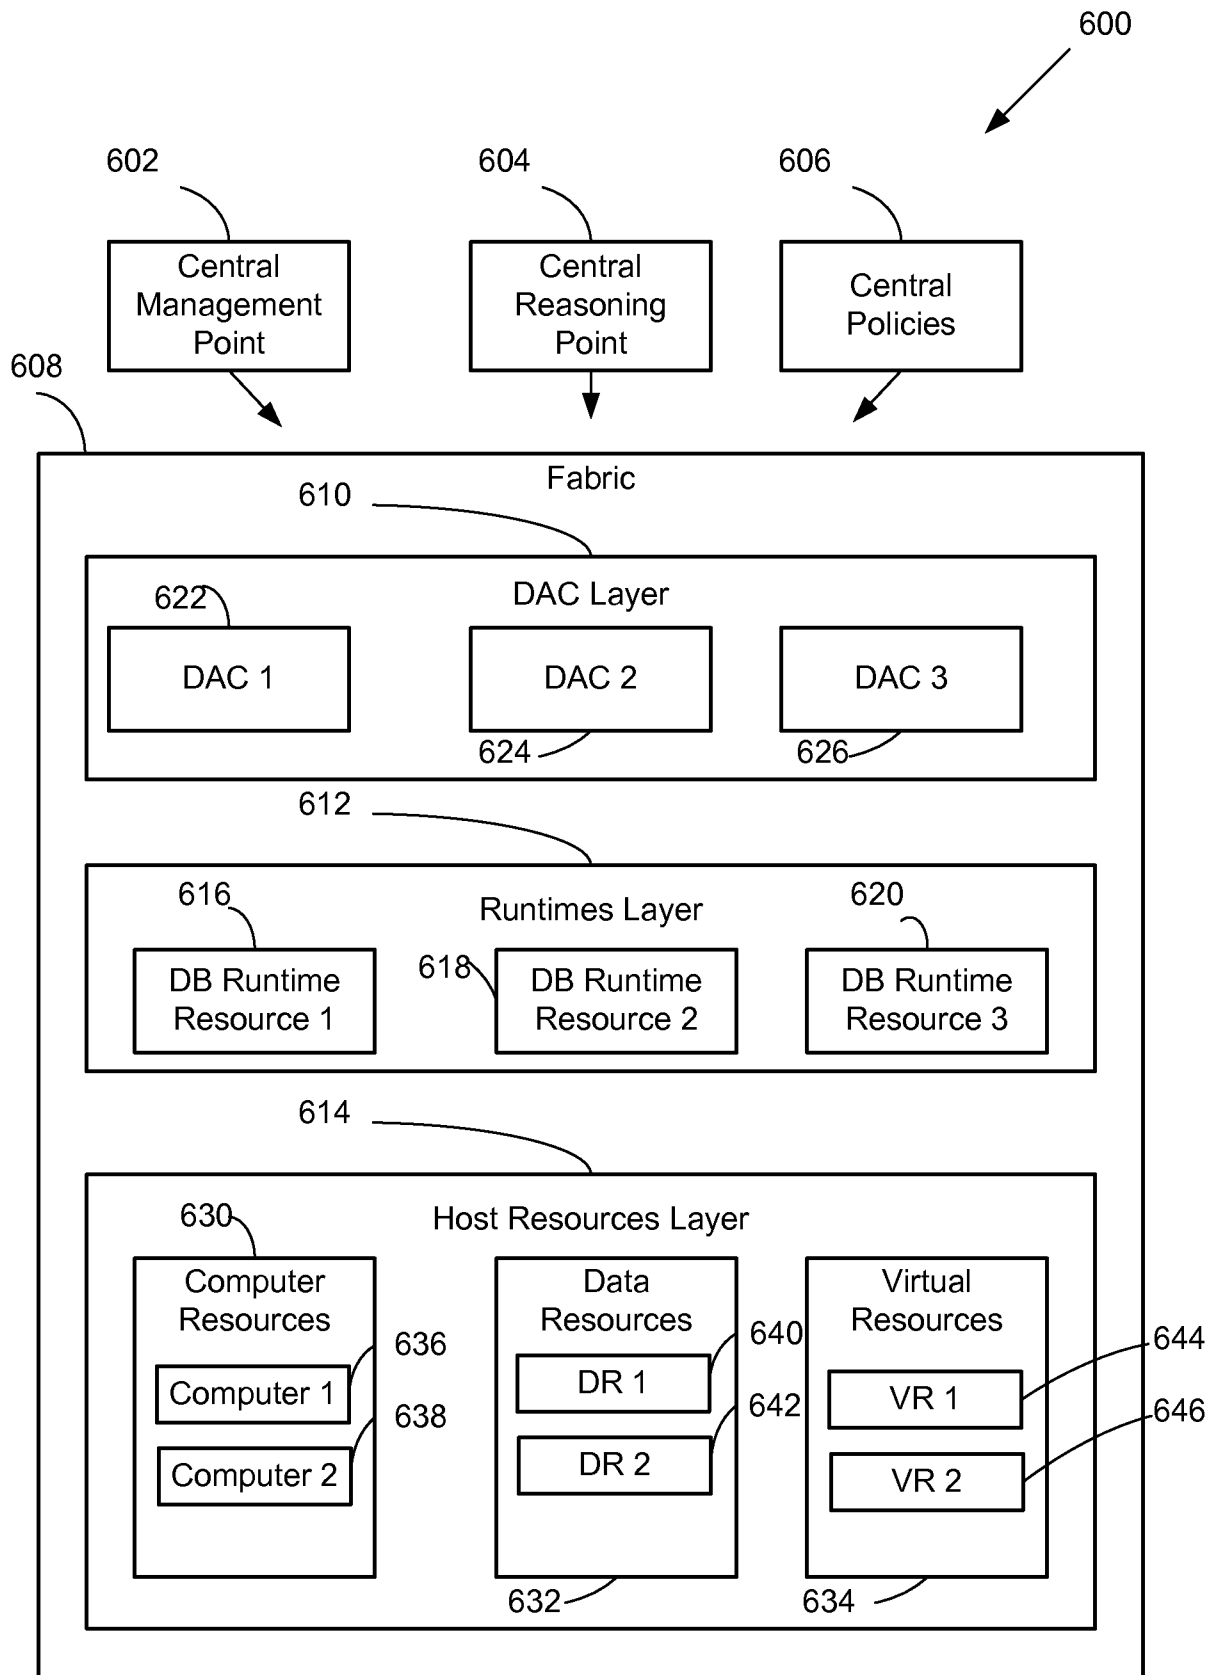 600
602
604
606
Central
Management
Point
Central
Reasoning
Point
Central
Policies
608
Fabric
610
DAC Layer
622
DAC 1
DAC 2
DAC 3
624
626
612
Runtimes Layer
616
618
620
DB Runtime
Resource 1
DB Runtime
Resource 2
DB Runtime
Resource 3
614
Host Resources Layer
630
Computer
Resources
636
Computer 1
638
Computer 2
Data
Resources
640
DR 1
642
DR 2
632
Virtual
Resources
644
VR 1
646
VR 2
634